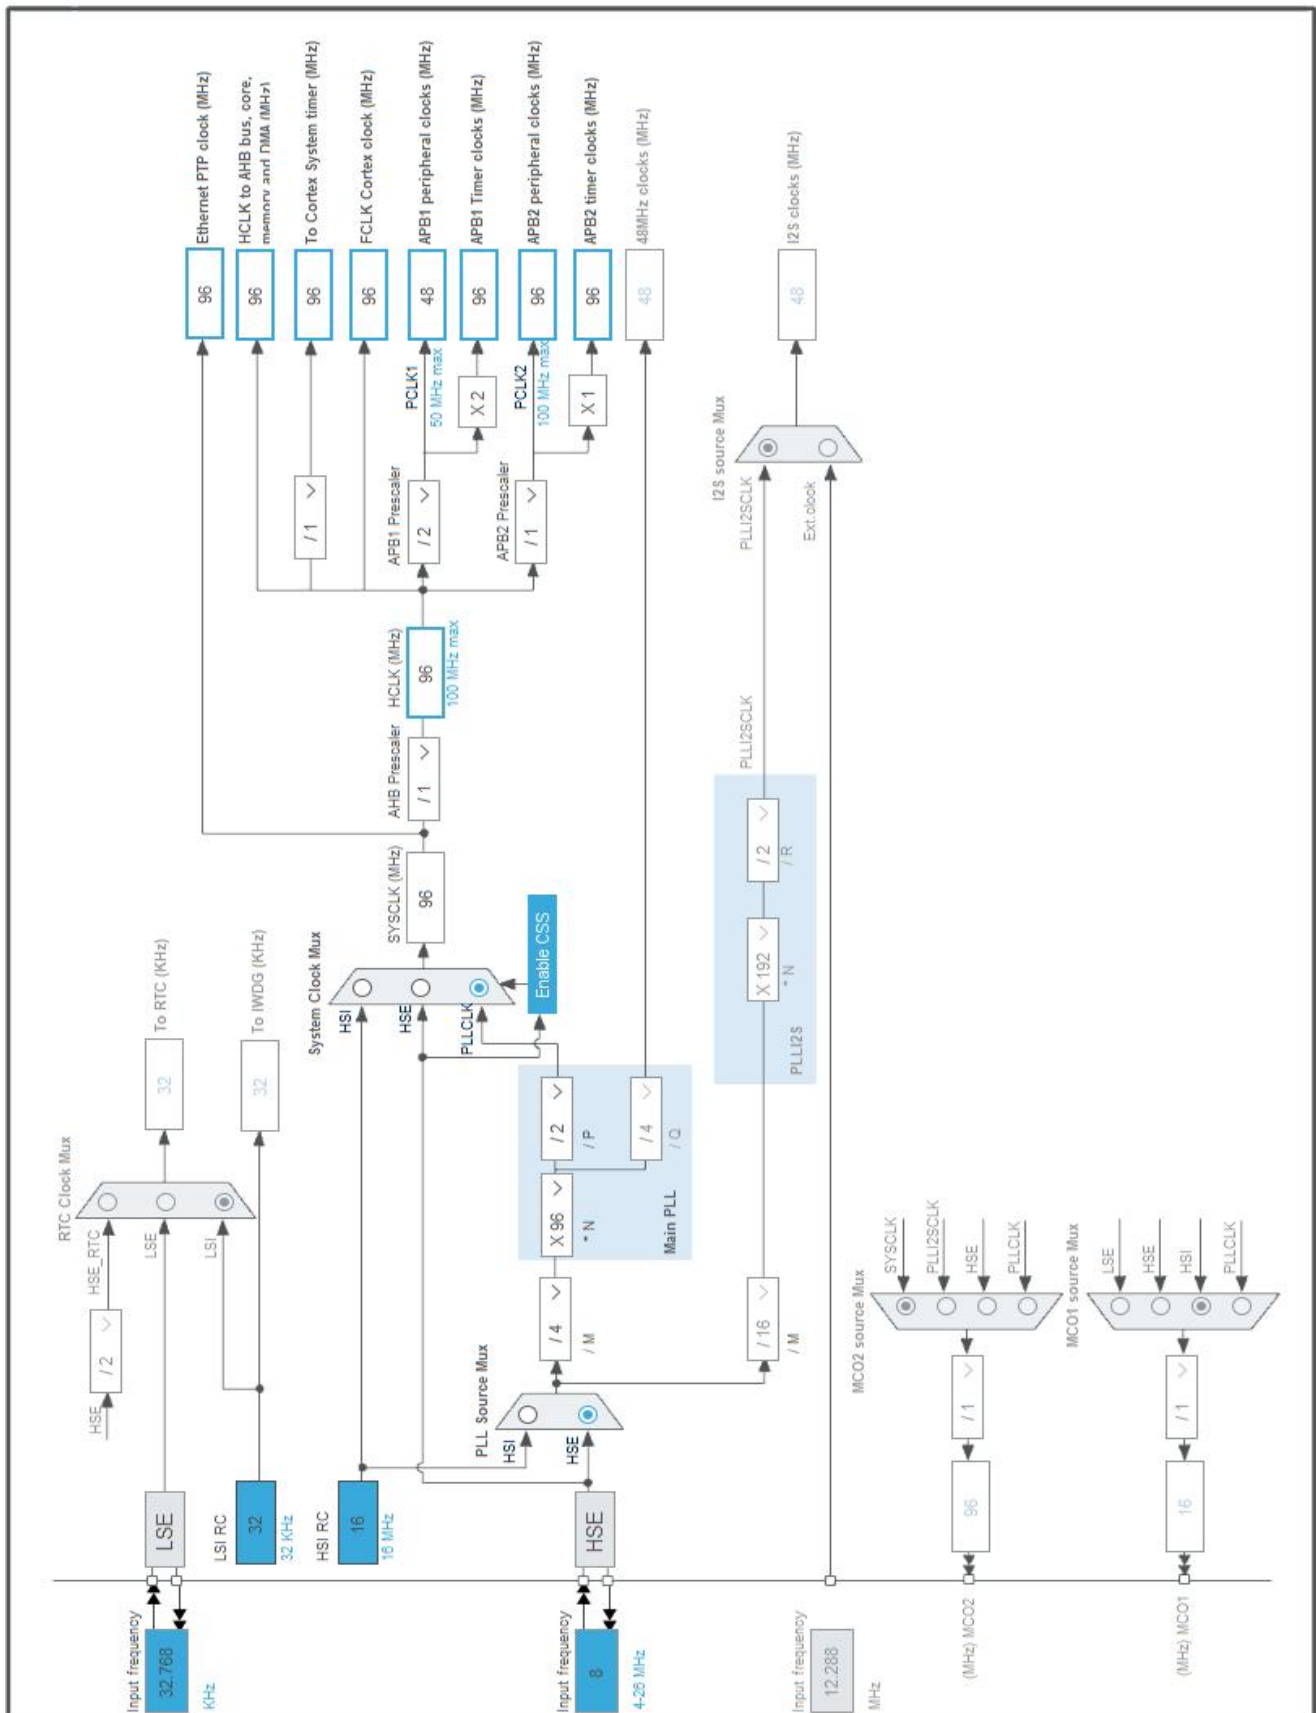 Input frequency
32.768
KHz
LSE
LSI RC
32
32 KHz
HSI RC
16
16 MHz
Input frequency
8
4-26 MHz
HSE
Input frequency
12.288
MHz
HSE
/ 2
HSE_RTC
LSE
LSI
RTC Clock Mux
32
To RTC (KHz)
32
To IWDG (KHz)
PLL Source Mux
HSI
HSE
/ 4
/ M
X 96
* N
/ 2
/ P
/ 4
/ Q
Main PLL
/ 16
/ M
PLLI2S
X 192
* N
/ 2
/ R
PLLI2SCLK
System Clock Mux
HSI
HSE
PLLCLK
Enable CSS
SYSCLK (MHz)
96
AHB Prescaler
/ 1
HCLK (MHz)
96
100 MHz max
/ 1
APB1 Prescaler
/ 2
PCLK1
50 MHz max
X 2
APB2 Prescaler
/ 1
PCLK2
100 MHz max
X 1
96
Ethernet PTP clock (MHz)
96
HCLK to AHB bus, core,
memory and DMA (MHz)
96
To Cortex System timer (MHz)
96
FCLK Cortex clock (MHz)
48
APB1 peripheral clocks (MHz)
96
APB1 Timer clocks (MHz)
96
APB2 peripheral clocks (MHz)
96
APB2 timer clocks (MHz)
48
48MHz clocks (MHz)
I2S source Mux
PLLI2SCLK
Ext.clock
48
I2S clocks (MHz)
MCO2 source Mux
SYSCLK
PLLI2SCLK
HSE
PLLCLK
/ 1
96
(MHz) MCO2
MCO1 source Mux
LSE
HSE
HSI
PLLCLK
/ 1
16
(MHz) MCO1